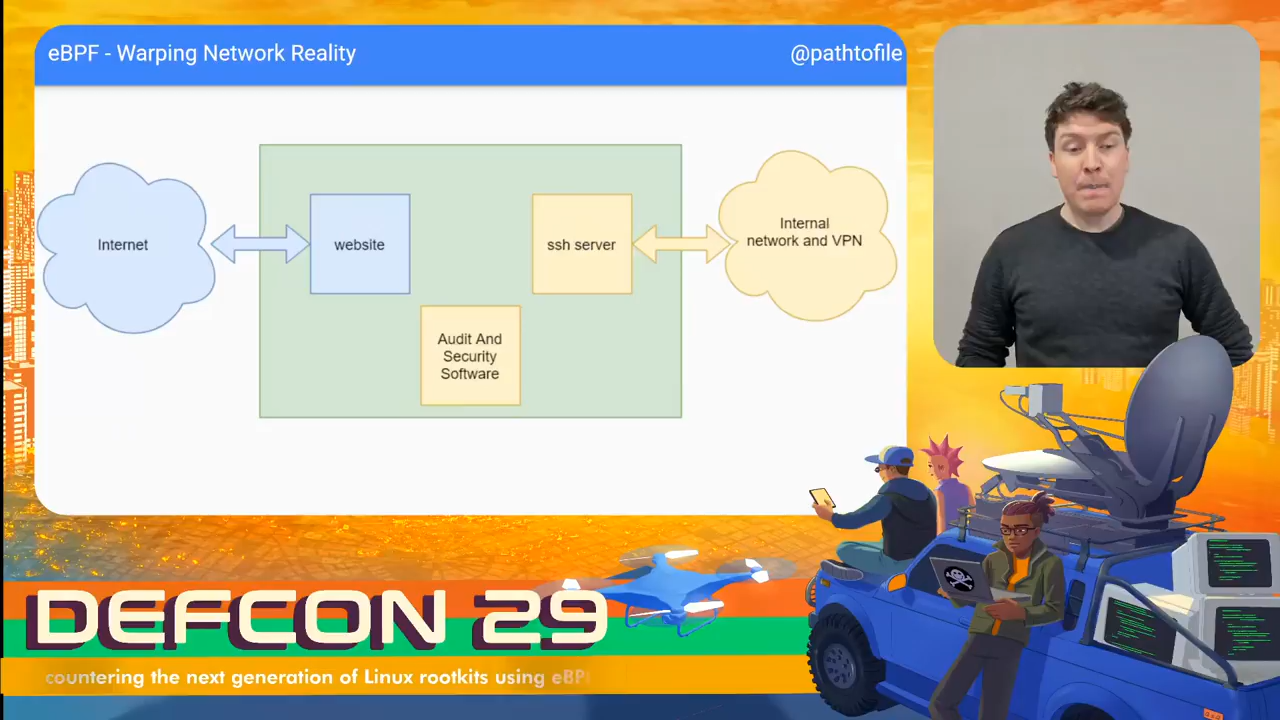 eBPF - Warping Network Reality
@pathtofile
Internet
website
ssh server
Internal
network and VPN
Audit And
Security
Software
DEFCON 29
countering the next generation of Linux rootkits using eBP